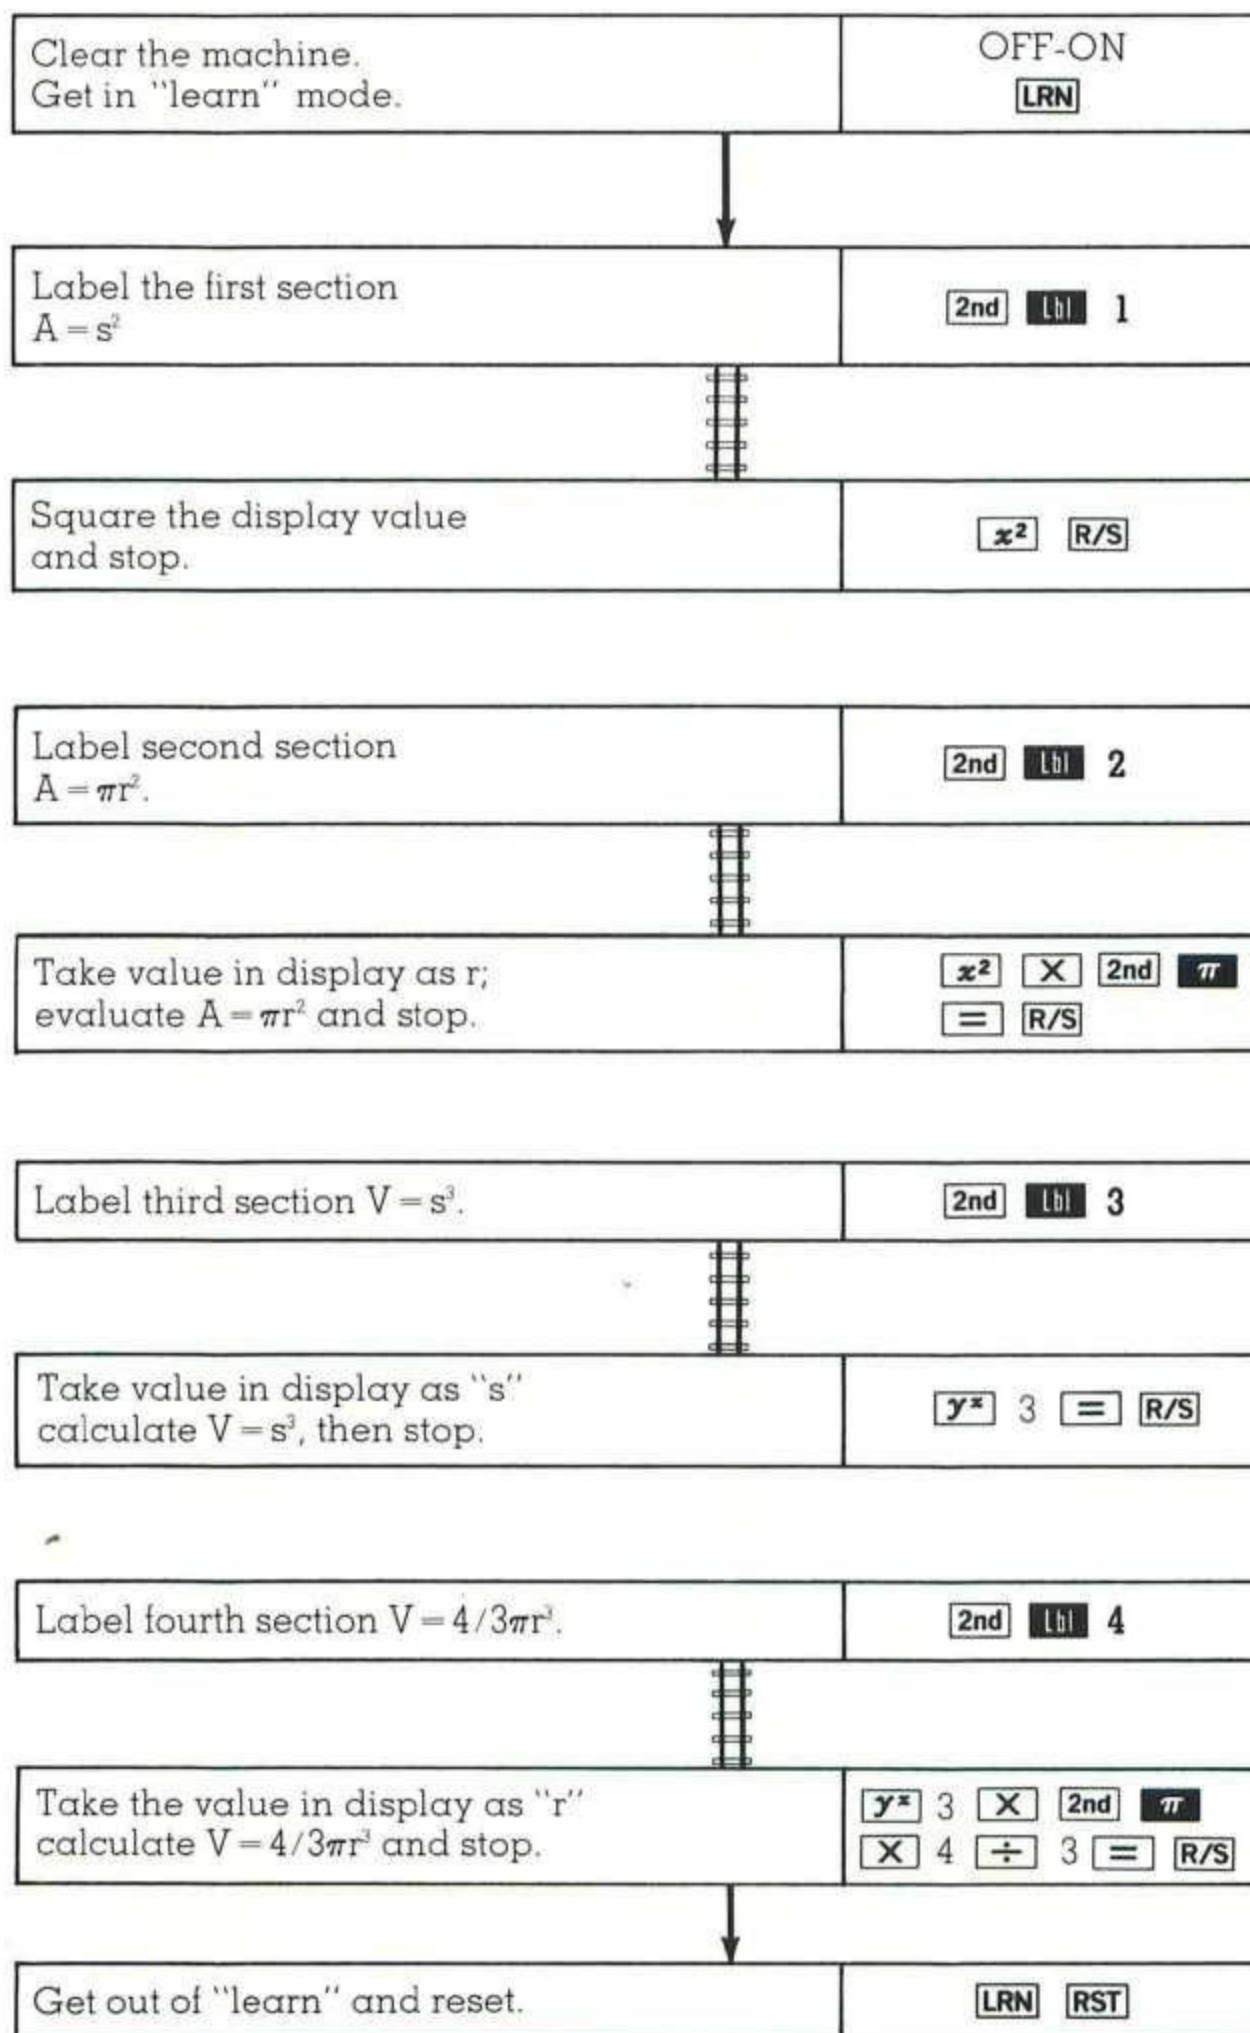 Clear the machine.
Get in "learn" mode.
OFF-ON
LRN
Label the first section
A = s²
2nd Lbl 1
Square the display value
and stop.
x² R/S
Label second section
A = πr².
2nd Lbl 2
Take value in display as r;
evaluate A = πr² and stop.
x² X 2nd π
= R/S
Label third section V = s³.
2nd Lbl 3
Take value in display as "s"
calculate V = s³, then stop.
yˣ 3 = R/S
Label fourth section V = 4/3πr³.
2nd Lbl 4
Take the value in display as "r"
calculate V = 4/3πr³ and stop.
yˣ 3 X 2nd π
X 4 ÷ 3 = R/S
Get out of "learn" and reset.
LRN RST